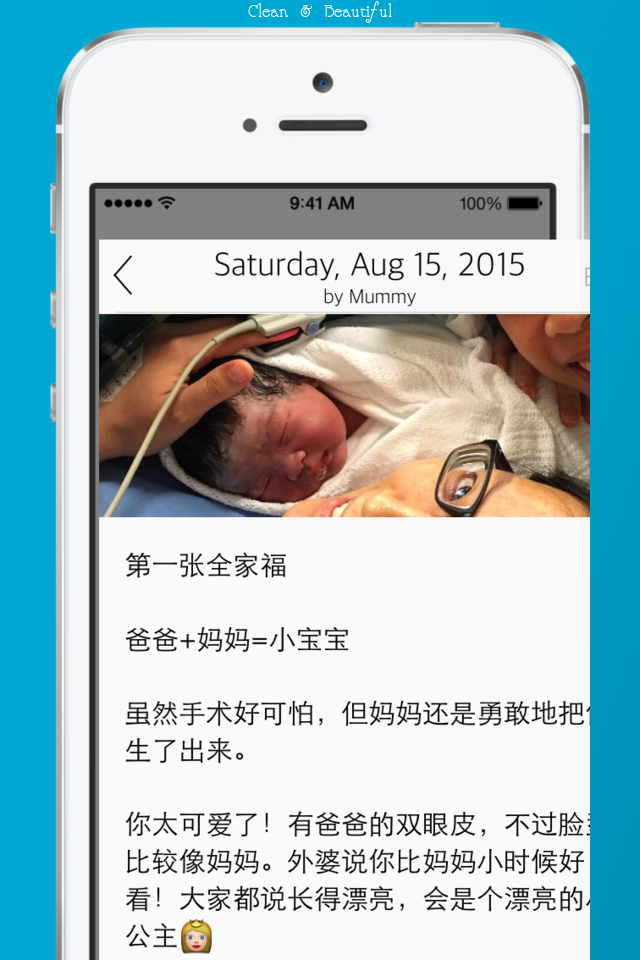 Clean & Beautiful
9:41 AM
100%
Saturday, Aug 15, 2015
by Mummy
第一张全家福
爸爸+妈妈=小宝宝
虽然手术好可怕，但妈妈还是勇敢地把
生了出来。
你太可爱了！有爸爸的双眼皮，不过脸
比较像妈妈。外婆说你比妈妈小时候好
看！大家都说长得漂亮，会是个漂亮的
公主👸